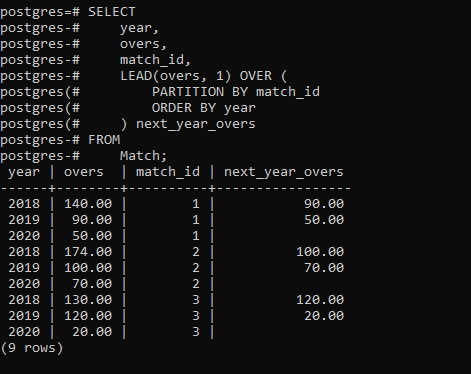 postgres=# SELECT
postgres-#     year,
postgres-#     overs,
postgres-#     match_id,
postgres-#     LEAD(overs, 1) OVER (
postgres(#         PARTITION BY match_id
postgres(#         ORDER BY year
postgres(#     ) next_year_overs
postgres-# FROM
postgres-#     Match;
 year | overs  | match_id | next_year_overs
------+--------+----------+-----------------
 2018 | 140.00 |        1 |           90.00
 2019 |  90.00 |        1 |           50.00
 2020 |  50.00 |        1 |
 2018 | 174.00 |        2 |          100.00
 2019 | 100.00 |        2 |           70.00
 2020 |  70.00 |        2 |
 2018 | 130.00 |        3 |          120.00
 2019 | 120.00 |        3 |           20.00
 2020 |  20.00 |        3 |
(9 rows)